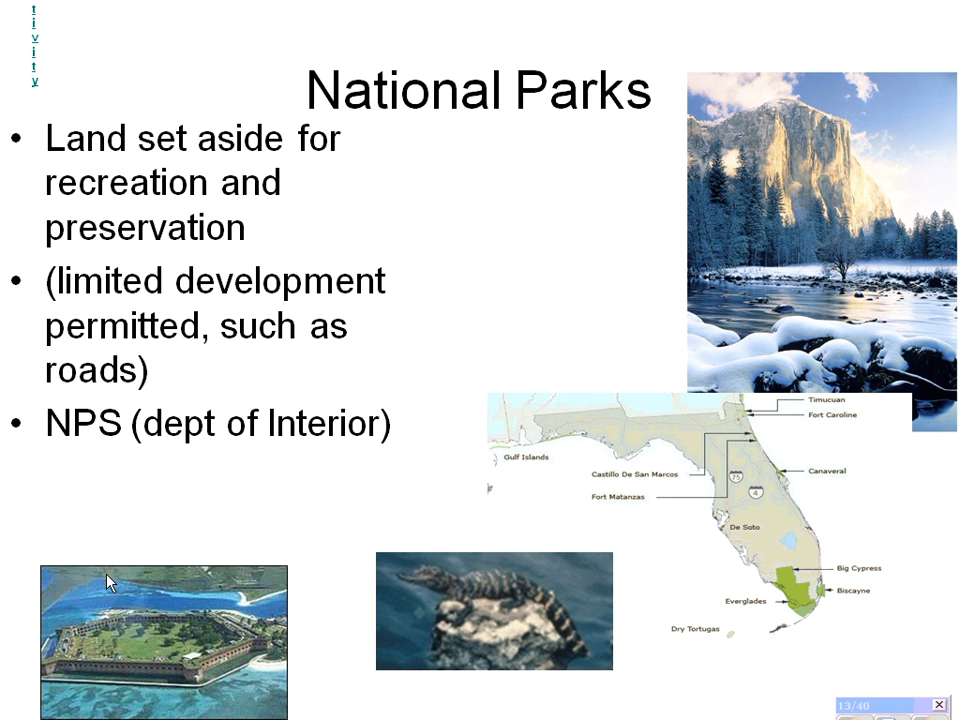 t
i
v
i
t
y
National Parks
• Land set aside for
recreation and
preservation
• (limited development
permitted, such as
roads)
• NPS (dept of Interior)
Timucuan
Fort Caroline
Gulf Islands
Castillo De San Marcos
Canaveral
75
4
Fort Matanzas
De Soto
Big Cypress
Biscayne
Everglades
Dry Tortugas
13/40